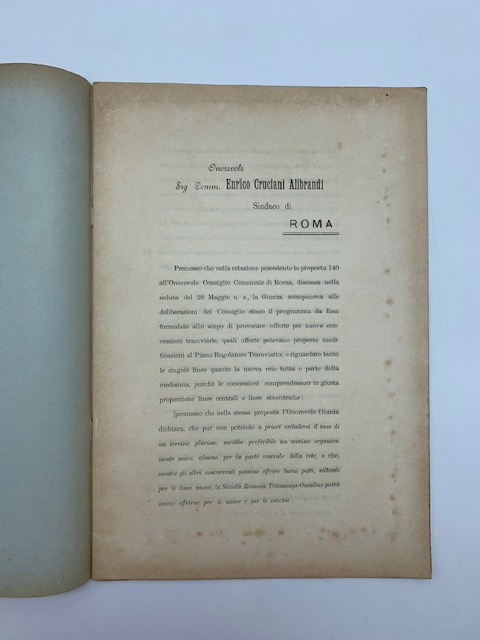 Onorevole
Sig Comm. Enrico Cruciani Alibrandi
Sindaco di
ROMA
Premesso che nella relazione precedente la proposta 140
all'Onorevole Consiglio Comunale di Roma, discussa nella
seduta del 28 Maggio u. s., la Giunta sottoponeva alle
deliberazioni del Consiglio stesso il programma da Essa
formulato allo scopo di provocare offerte per nuove con-
cessioni tramviarie, quali offerte potevano proporre modi-
ficazioni al Piano Regolatore Tramviario, e riguardare tanto
le singole linee quanto la nuova rete tutta o parte della
medesima, purchè le concessioni comprendessero in giusta
proporzione linee centrali e linee eccentriche;
premesso che nella stessa proposta l'Onorevole Giunta
dichiara, che pur non potendo a priori escludersi il caso di
un servizio plurimo, sarebbe preferibile un servizio organica-
mente unico, almeno per la parte centrale della rete, e che,
mentre gli altri concorrenti possono offrire buoni patti, soltanto
per le linee nuove, la Società Romana Tramways-Omnibus potrà
invece offrirne per le nuove e per le vecchie.